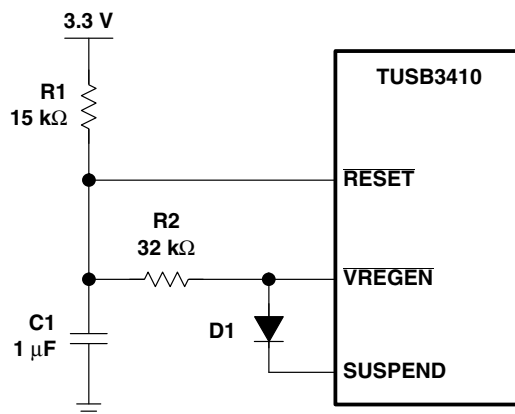 3.3 V
TUSB3410
R1
15 kΩ
RESET
R2
32 kΩ
VREGEN
C1
1 μF
D1
SUSPEND